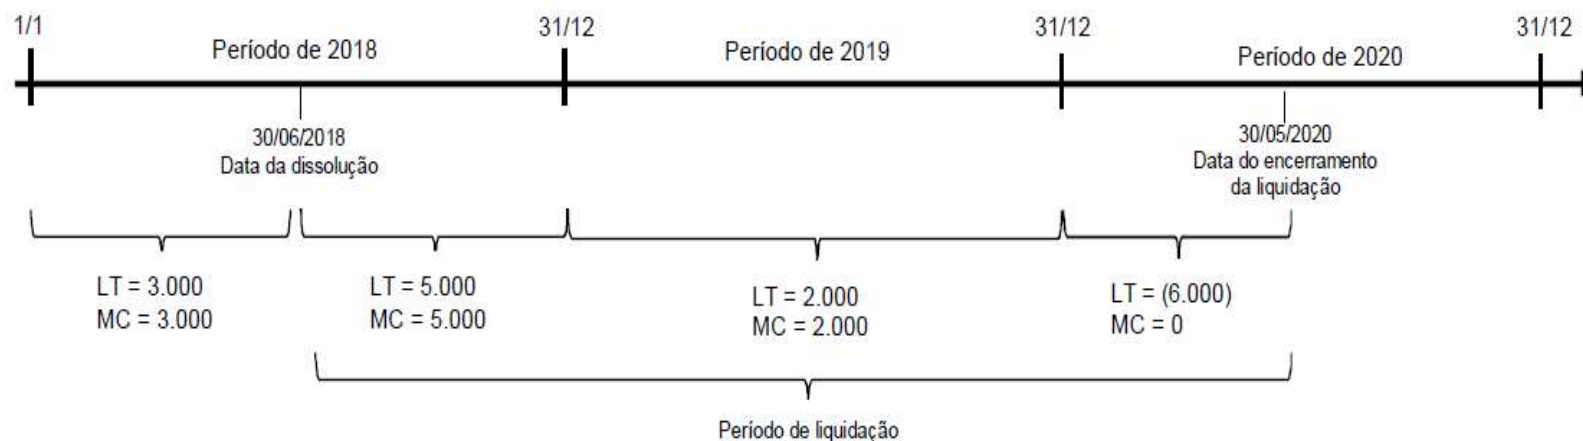 1/1
31/12
31/12
31/12
Período de 2018
Período de 2019
Período de 2020
30/06/2018
Data da dissolução
30/05/2020
Data do encerramento
da liquidação
LT = 3.000
MC = 3.000
LT = 5.000
MC = 5.000
LT = 2.000
MC = 2.000
LT = (6.000)
MC = 0
Período de liquidação